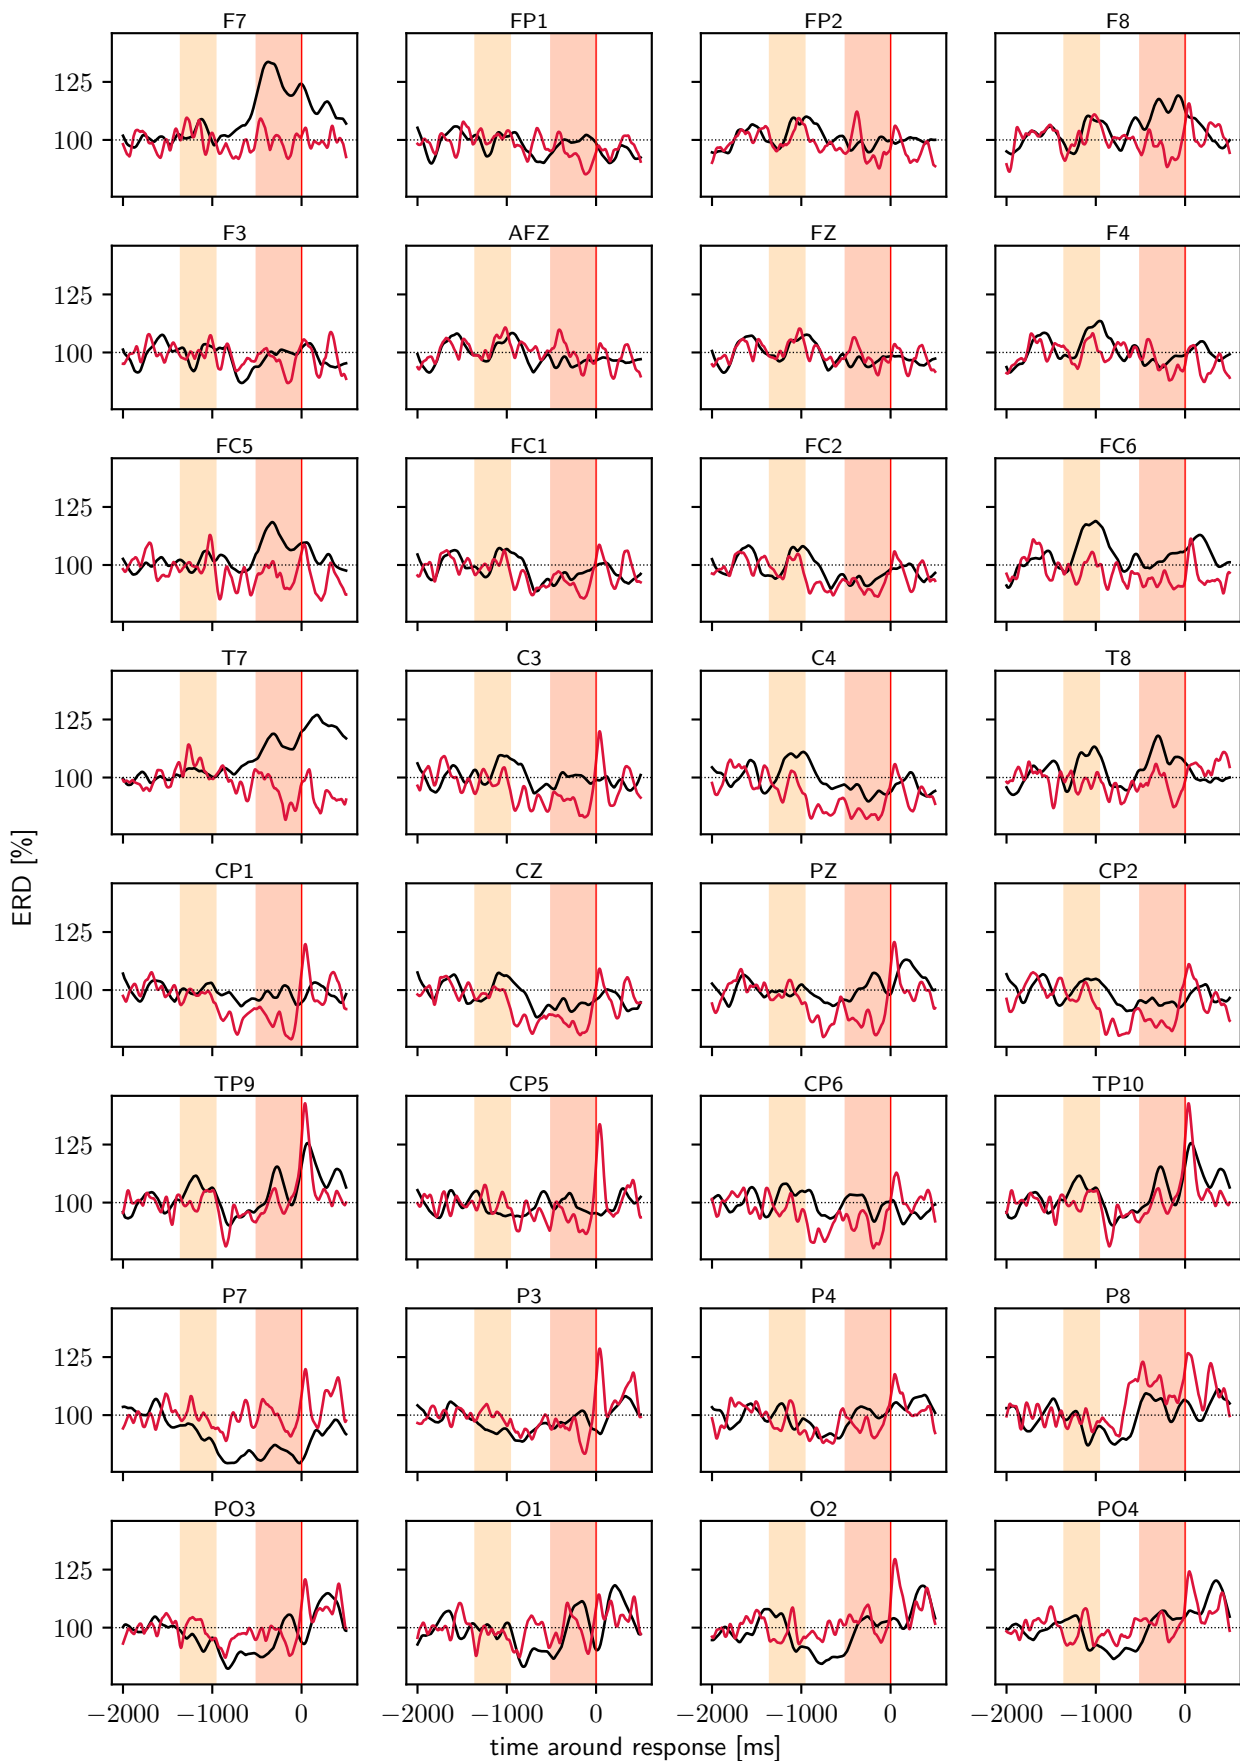 F7 FP1 FP2 F8
125
100
F3 AFZ FZ F4
125
100
FC5 FC1 FC2 FC6
125
100
T7 C3 C4 T8
125
100
ERD [%]
CP1 CZ PZ CP2
125
100
TP9 CP5 CP6 TP10
125
100
P7 P3 P4 P8
125
100
PO3 O1 O2 PO4
125
100
−2000 −1000 0 −2000 −1000 0 −2000 −1000 0 −2000 −1000 0
time around response [ms]